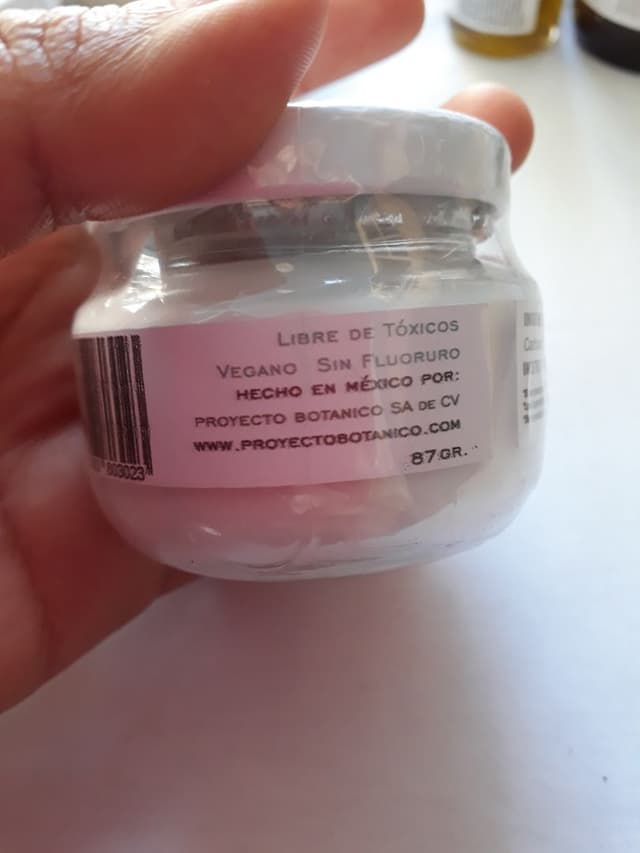 LIBRE DE TÓXICOS
VEGANO SIN FLUORURO
HECHO EN MÉXICO POR:
PROYECTO BOTANICO SA DE CV
WWW.PROYECTOBOTANICO.COM
87GR.
003023